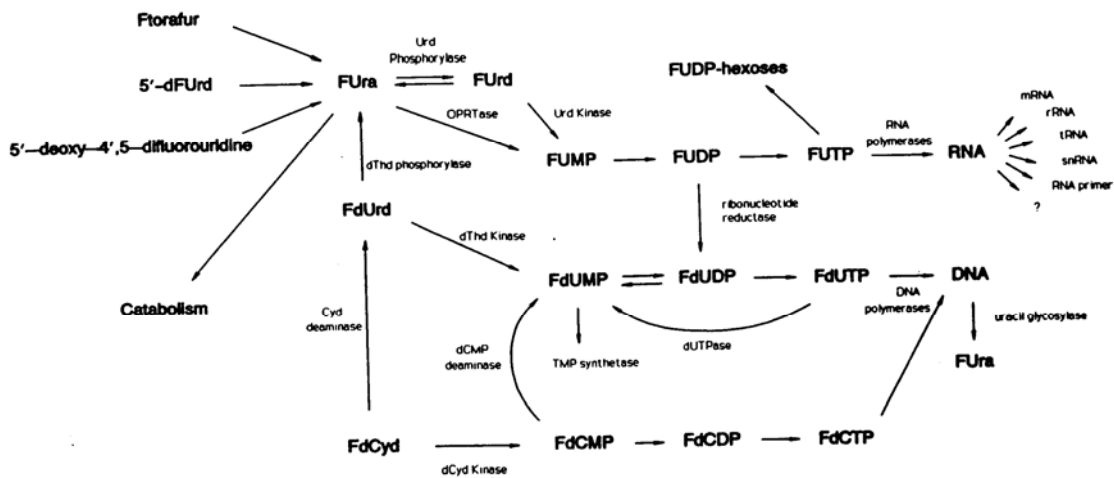 Ftorafur
Urd
Phosphorylase
FUDP-hexoses
5'-dFUrd
FUra
FUrd
mRNA
rRNA
tRNA
snRNA
RNA primer
?
OPRTase
Urd Kinase
RNA
polymerases
5'-deoxy-4',5-difluorouridine
FUMP
FUDP
FUTP
RNA
dThd phosphorylase
FdUrd
ribonucleotide
reductase
dThd Kinase
FdUMP
FdUDP
FdUTP
DNA
DNA
polymerases
Catabolism
Cyd
deaminase
uracil glycosylase
dCMP
deaminase
dUTPase
TMP synthetase
FUra
FdCyd
FdCMP
FdCDP
FdCTP
dCyd Kinase